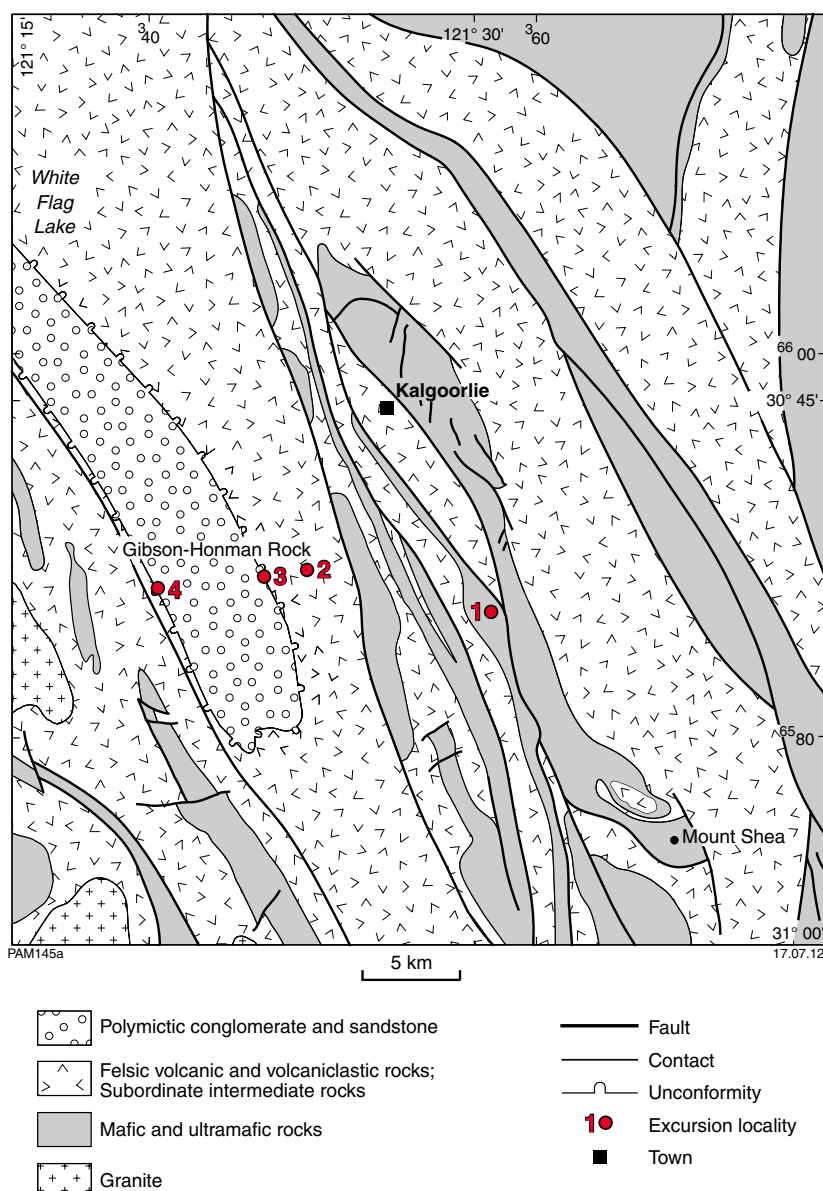 121° 15'
³40
121° 30'
³60
White
Flag
Lake
⁶⁶00
30° 45'
Kalgoorlie
Gibson-Honman Rock
4
3
2
1
⁶⁵80
Mount Shea
31° 00'
PAM145a
17.07.12
5 km
Polymictic conglomerate and sandstone
Felsic volcanic and volcaniclastic rocks;
Subordinate intermediate rocks
Mafic and ultramafic rocks
Granite
Fault
Contact
Unconformity
1 Excursion locality
Town